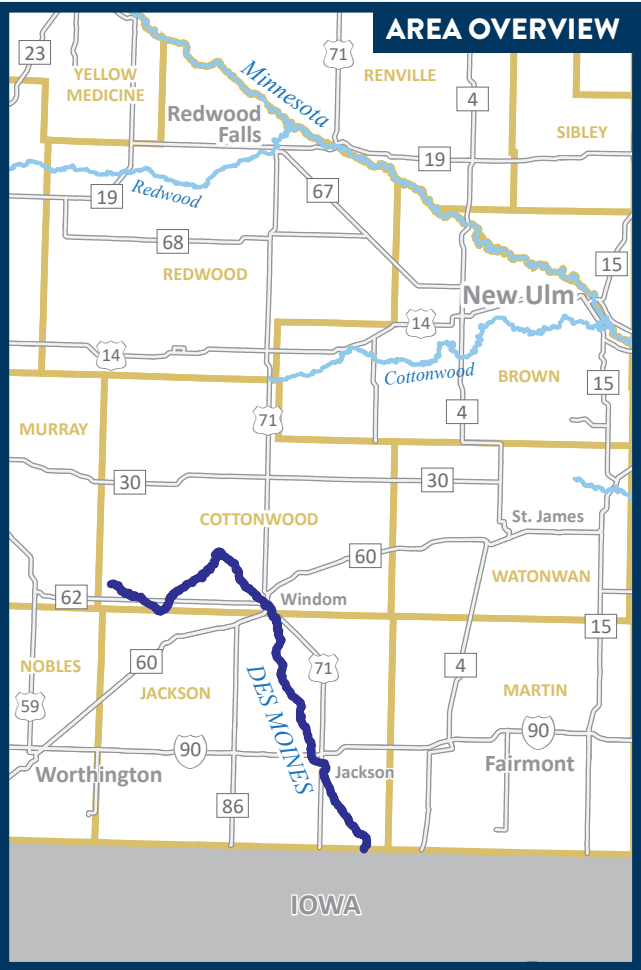 AREA OVERVIEW
23
71
YELLOW
MEDICINE
Minnesota
RENVILLE
4
Redwood
Falls
SIBLEY
19
19
Redwood
67
68
15
REDWOOD
New Ulm
14
14
Cottonwood
BROWN
15
71
4
MURRAY
30
30
COTTONWOOD
St. James
60
WATONWAN
62
Windom
15
NOBLES
60
71
4
JACKSON
DES MOINES
MARTIN
59
90
90
Worthington
Jackson
Fairmont
86
IOWA